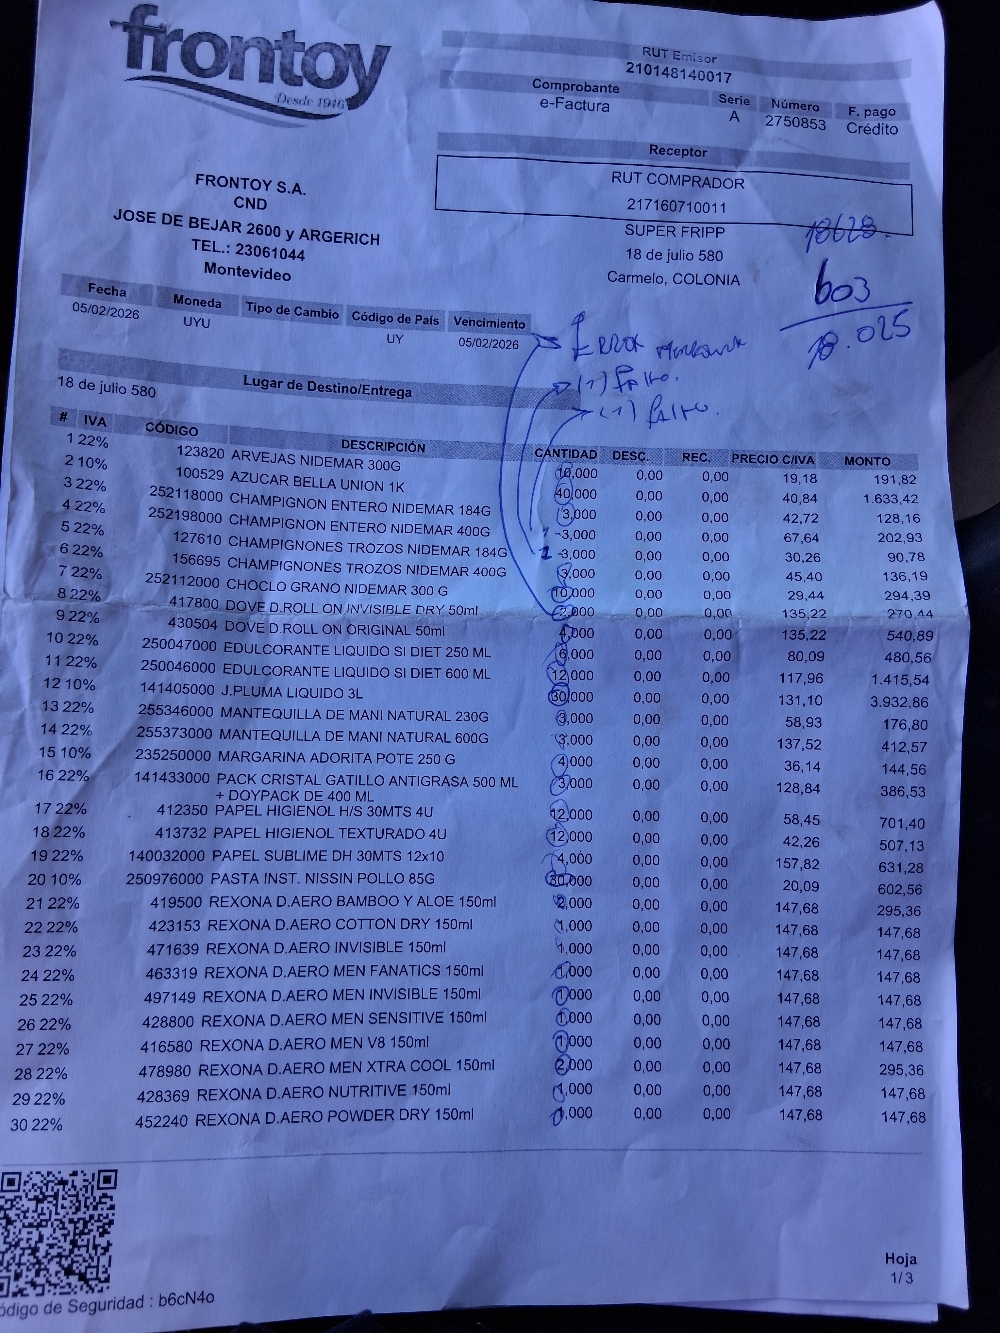 frontoy
Desde 1946
FRONTOY S.A.
CND
JOSE DE BEJAR 2600 y ARGERICH
TEL.: 23061044
Montevideo
RUT Emisor
210148140017
Comprobante Serie Número F. pago
e-Factura A 2750853 Crédito
Receptor
RUT COMPRADOR
217160710011
SUPER FRIPP
18 de julio 580
Carmelo, COLONIA
18628
603
18.025
Fecha Moneda Tipo de Cambio Código de País Vencimiento
05/02/2026 UYU UY 05/02/2026
Error
(1) falto.
(1) falto.
Lugar de Destino/Entrega
18 de julio 580
# IVA CÓDIGO DESCRIPCIÓN CANTIDAD DESC. REC. PRECIO C/IVA MONTO
1 22% 123820 ARVEJAS NIDEMAR 300G 10,000 0,00 0,00 19,18 191,82
2 10% 100529 AZUCAR BELLA UNION 1K 40,000 0,00 0,00 40,84 1.633,42
3 22% 252118000 CHAMPIGNON ENTERO NIDEMAR 184G 3,000 0,00 0,00 42,72 128,16
4 22% 252198000 CHAMPIGNON ENTERO NIDEMAR 400G 3,000 0,00 0,00 67,64 202,93
5 22% 127610 CHAMPIGNONES TROZOS NIDEMAR 184G 3,000 0,00 0,00 30,26 90,78
6 22% 156695 CHAMPIGNONES TROZOS NIDEMAR 400G 3,000 0,00 0,00 45,40 136,19
7 22% 252112000 CHOCLO GRANO NIDEMAR 300 G 10,000 0,00 0,00 29,44 294,39
8 22% 417800 DOVE D.ROLL ON INVISIBLE DRY 50ml 2,000 0,00 0,00 135,22 270,44
9 22% 430504 DOVE D.ROLL ON ORIGINAL 50ml 4,000 0,00 0,00 135,22 540,89
10 22% 250047000 EDULCORANTE LIQUIDO SI DIET 250 ML 6,000 0,00 0,00 80,09 480,56
11 22% 250046000 EDULCORANTE LIQUIDO SI DIET 600 ML 12,000 0,00 0,00 117,96 1.415,54
12 10% 141405000 J.PLUMA LIQUIDO 3L 30,000 0,00 0,00 131,10 3.932,86
13 22% 255346000 MANTEQUILLA DE MANI NATURAL 230G 3,000 0,00 0,00 58,93 176,80
14 22% 255373000 MANTEQUILLA DE MANI NATURAL 600G 3,000 0,00 0,00 137,52 412,57
15 10% 235250000 MARGARINA ADORITA POTE 250 G 4,000 0,00 0,00 36,14 144,56
16 22% 141433000 PACK CRISTAL GATILLO ANTIGRASA 500 ML 3,000 0,00 0,00 128,84 386,53
+ DOYPACK DE 400 ML
17 22% 412350 PAPEL HIGIENOL H/S 30MTS 4U 12,000 0,00 0,00 58,45 701,40
18 22% 413732 PAPEL HIGIENOL TEXTURADO 4U 12,000 0,00 0,00 42,26 507,13
19 22% 140032000 PAPEL SUBLIME DH 30MTS 12x10 4,000 0,00 0,00 157,82 631,28
20 10% 250976000 PASTA INST. NISSIN POLLO 85G 30,000 0,00 0,00 20,09 602,56
21 22% 419500 REXONA D.AERO BAMBOO Y ALOE 150ml 2,000 0,00 0,00 147,68 295,36
22 22% 423153 REXONA D.AERO COTTON DRY 150ml 1,000 0,00 0,00 147,68 147,68
23 22% 471639 REXONA D.AERO INVISIBLE 150ml 1,000 0,00 0,00 147,68 147,68
24 22% 463319 REXONA D.AERO MEN FANATICS 150ml 1,000 0,00 0,00 147,68 147,68
25 22% 497149 REXONA D.AERO MEN INVISIBLE 150ml 1,000 0,00 0,00 147,68 147,68
26 22% 428800 REXONA D.AERO MEN SENSITIVE 150ml 1,000 0,00 0,00 147,68 147,68
27 22% 416580 REXONA D.AERO MEN V8 150ml 1,000 0,00 0,00 147,68 147,68
28 22% 478980 REXONA D.AERO MEN XTRA COOL 150ml 2,000 0,00 0,00 147,68 295,36
29 22% 428369 REXONA D.AERO NUTRITIVE 150ml 1,000 0,00 0,00 147,68 147,68
30 22% 452240 REXONA D.AERO POWDER DRY 150ml 1,000 0,00 0,00 147,68 147,68
Hoja
1/3
ódigo de Seguridad : b6cN4o